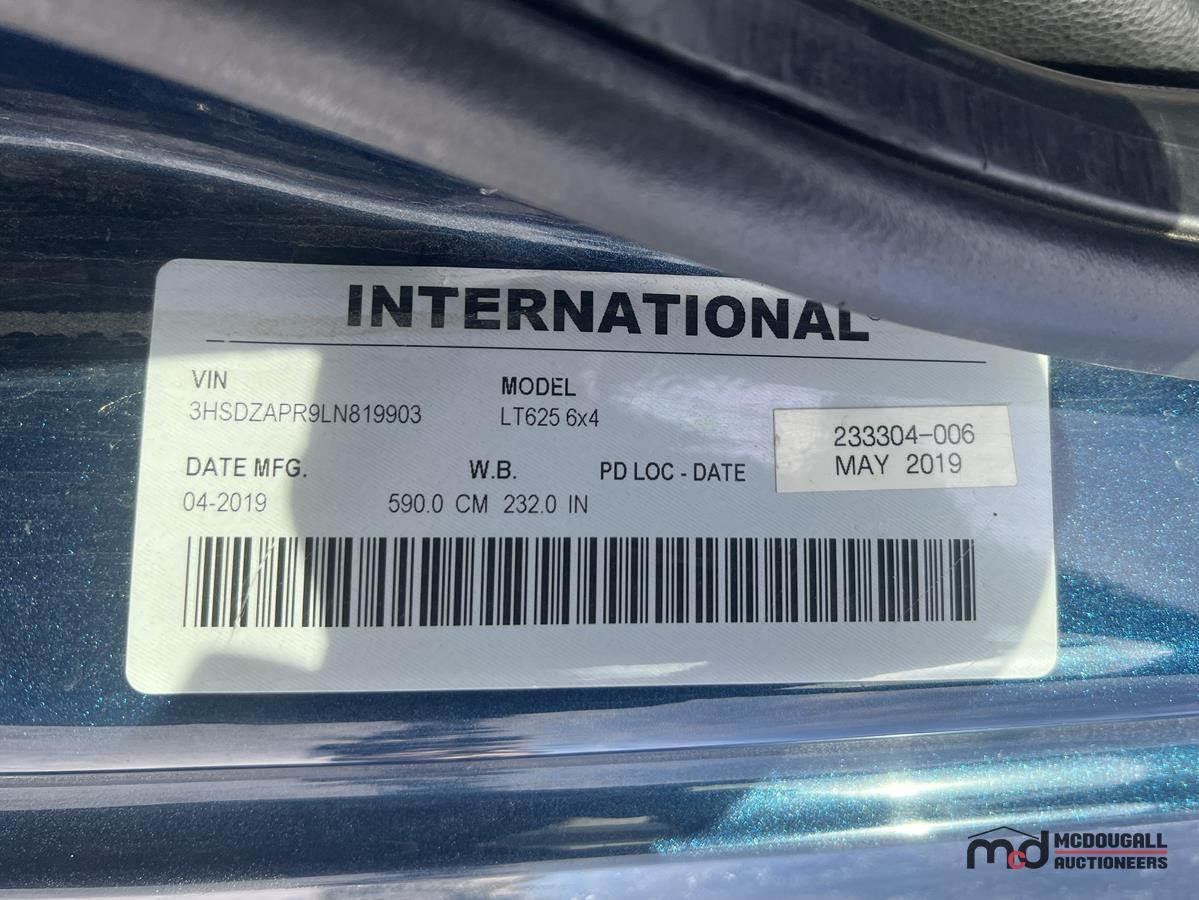 INTERNATIONAL
VIN
3HSDZAPR9LN819903
MODEL
LT625 6x4
DATE MFG.
04-2019
W.B.
590.0 CM 232.0 IN
PD LOC - DATE
233304-006
MAY 2019
mcd MCDOUGALL
AUCTIONEERS